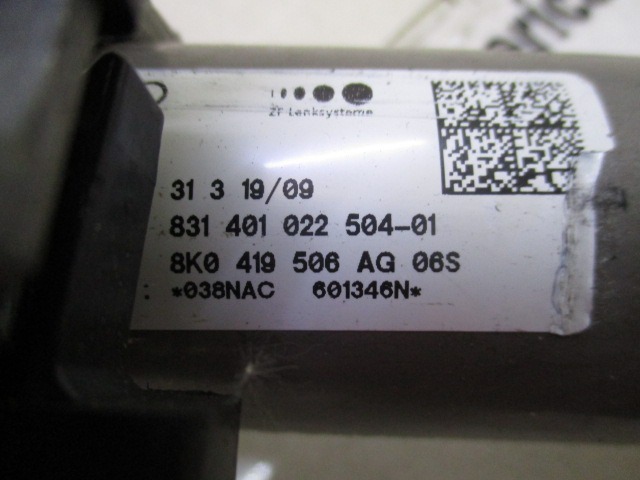 ZF Lenksysteme
31 3 19/09
831 401 022 504-01
8K0 419 506 AG 06S
*038NAC 601346N*